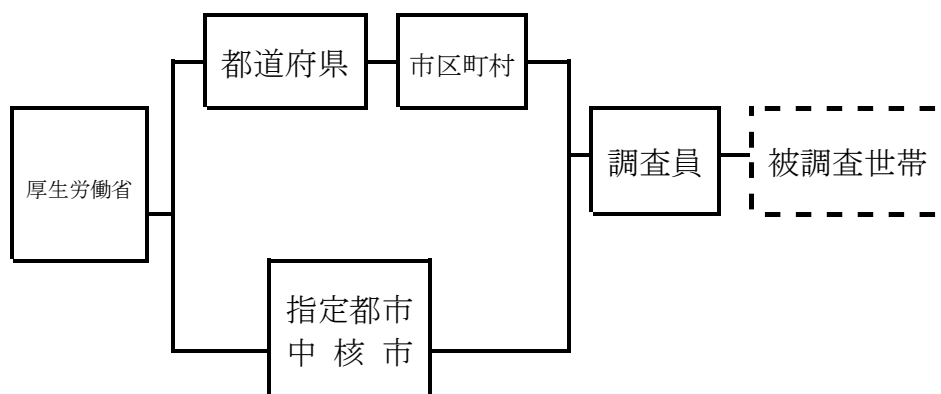 都道府県
市区町村
厚生労働省
調査員
被調査世帯
指定都市
中核市